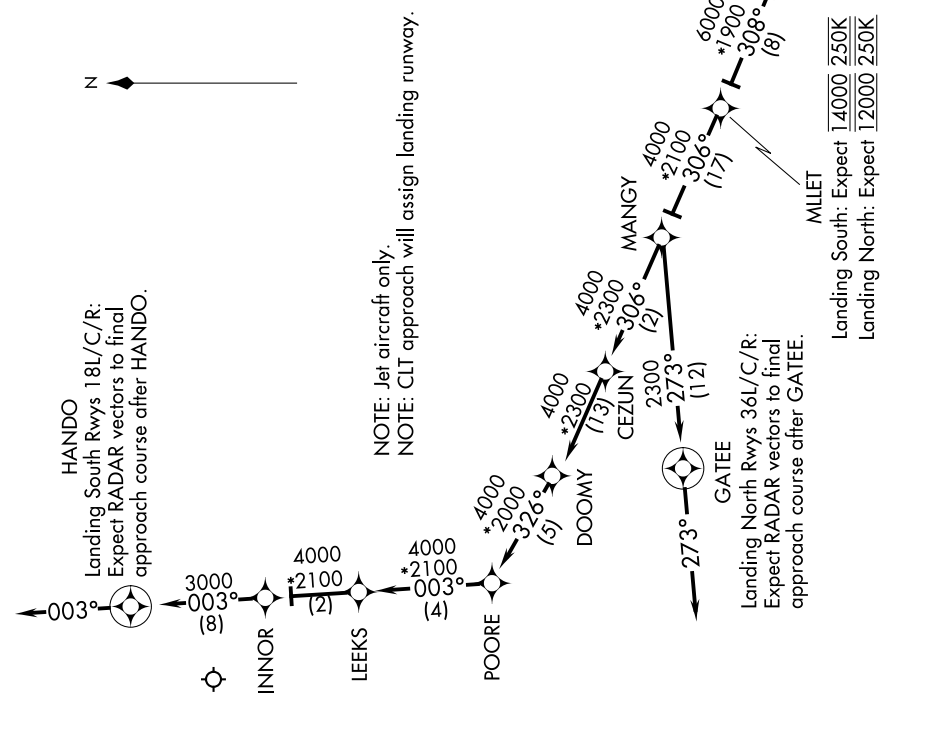 N
HANDO
Landing South Rwys 18L/C/R:
Expect RADAR vectors to final
approach course after HANDO.
003°
3000
003°
(8)
INNOR
4000
*2100
(2)
LEEKS
4000
*2100
003°
(4)
POORE
NOTE: Jet aircraft only.
NOTE: CLT approach will assign landing runway.
4000
*2000
326°
(5)
DOOMY
4000
*2300
(13)
CEZUN
4000
*2300
306°
(2)
MANGY
2300
273°
(12)
GATEE
273°
Landing North Rwys 36L/C/R:
Expect RADAR vectors to final
approach course after GATEE.
4000
*2100
306°
(17)
MLLET
Landing South: Expect 14000 250K
Landing North: Expect 12000 250K
6000
*1900
308°
(8)